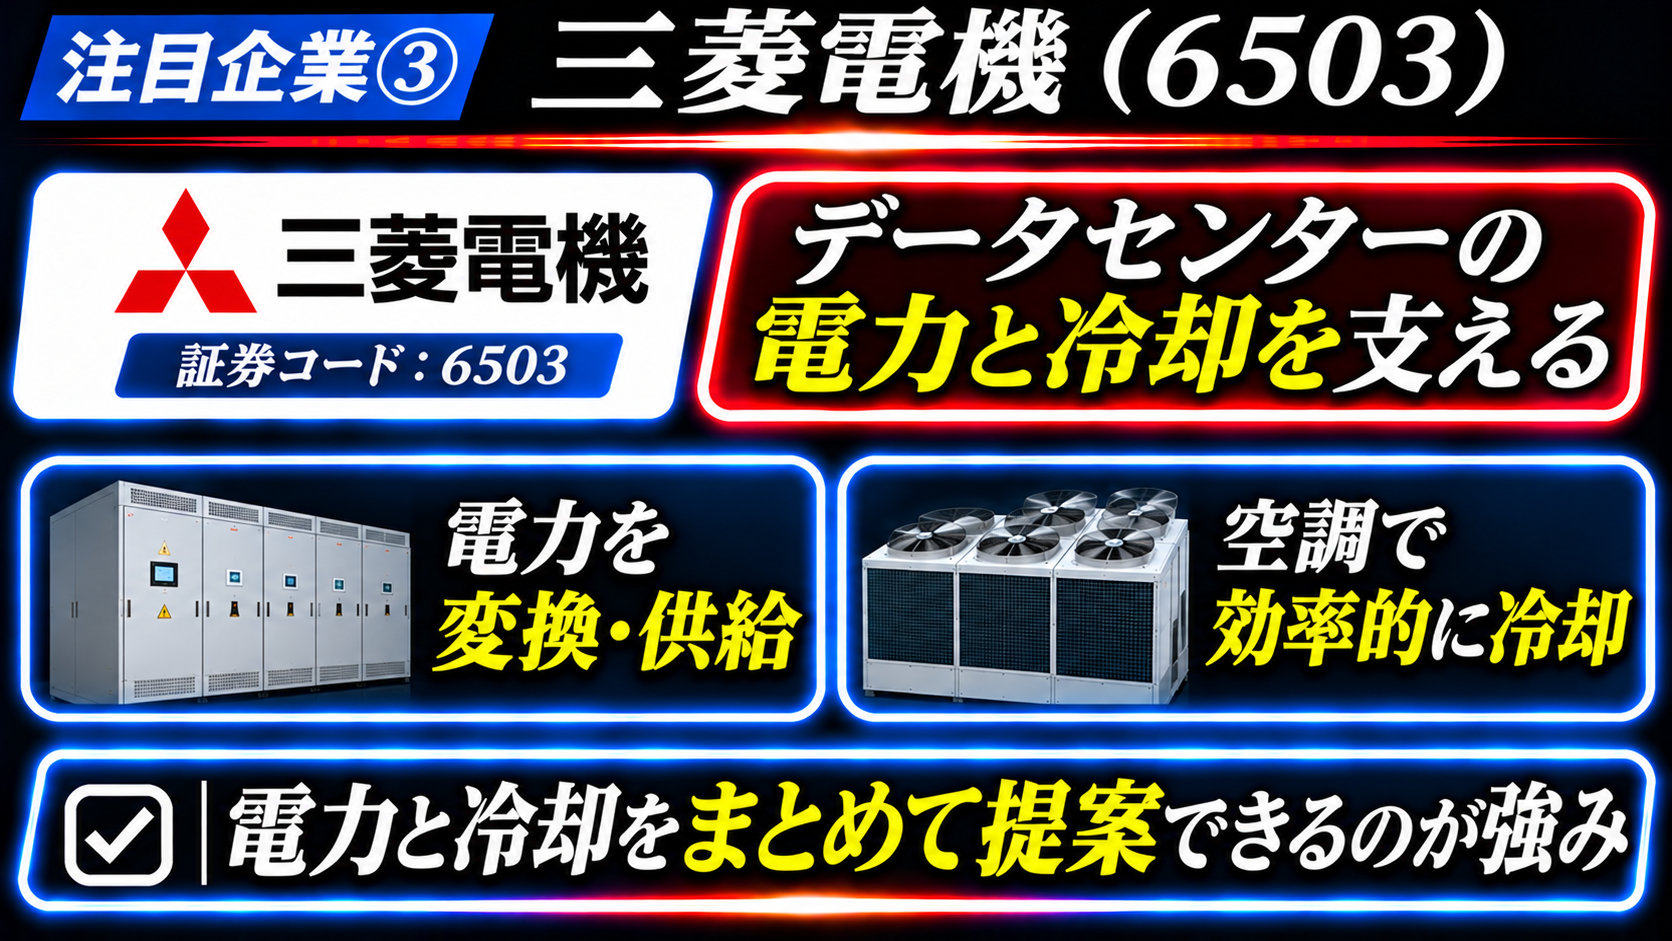 注目企業③
三菱電機(6503)
三菱電機
証券コード：6503
データセンターの
電力と冷却を支える
電力を
変換・供給
空調で
効率的に冷却
電力と冷却をまとめて提案できるのが強み